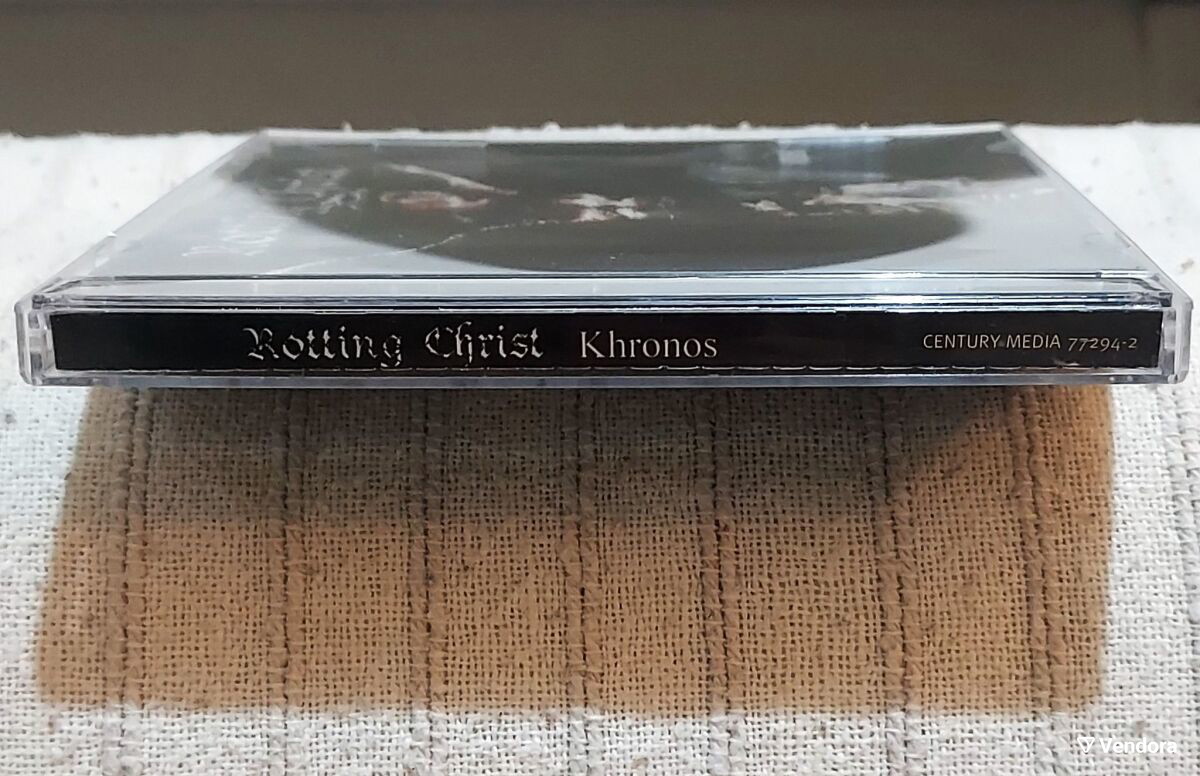 Rotting Christ Khronos CENTURY MEDIA 77294-2
Vendora